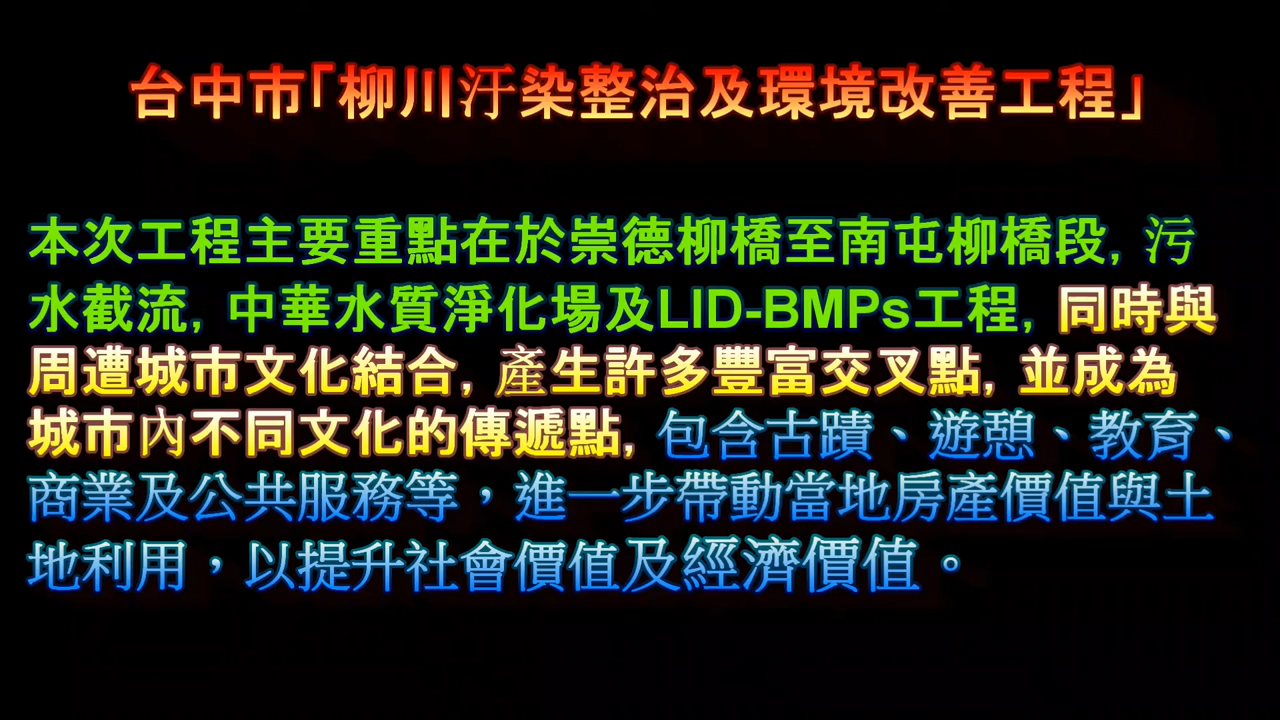 台中市「柳川汙染整治及環境改善工程」
本次工程主要重點在於崇德柳橋至南屯柳橋段, 污
水截流, 中華水質淨化場及LID-BMPs工程, 同時與
周遭城市文化結合, 產生許多豐富交叉點, 並成為
城市內不同文化的傳遞點, 包含古蹟、遊憩、教育、
商業及公共服務等，進一步帶動當地房產價值與土
地利用，以提升社會價值及經濟價值。